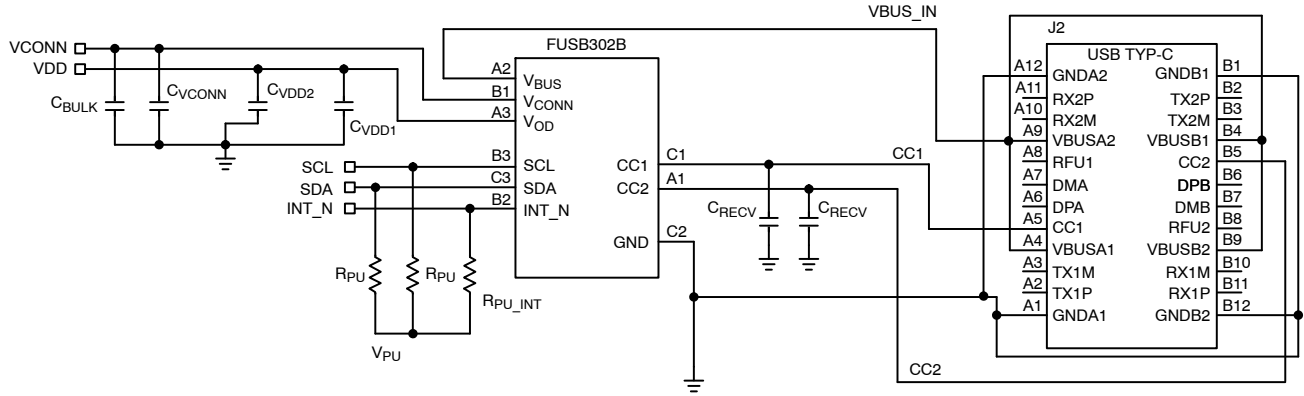 VBUS_IN
J2
VCONN
VDD
FUSB302B
USB TYP-C
CBULK
CVCONN
CVDD2
CVDD1
A2
VBUS
B1
VCONN
A3
VOD
SCL
SDA
INT_N
B3
SCL
C3
SDA
B2
INT_N
CC1
C1
CC1
CC2
A1
GND
C2
CRECV
CRECV
RPU
RPU
RPU_INT
VPU
CC2
A12
GNDA2
GNDB1
B1
A11
RX2P
TX2P
B2
A10
RX2M
TX2M
B3
A9
VBUSA2
VBUSB1
B4
A8
RFU1
CC2
B5
A7
DMA
DPB
B6
A6
DPA
DMB
B7
A5
CC1
RFU2
B8
A4
VBUSA1
VBUSB2
B9
A3
TX1M
RX1M
B10
A2
TX1P
RX1P
B11
A1
GNDA1
GNDB2
B12